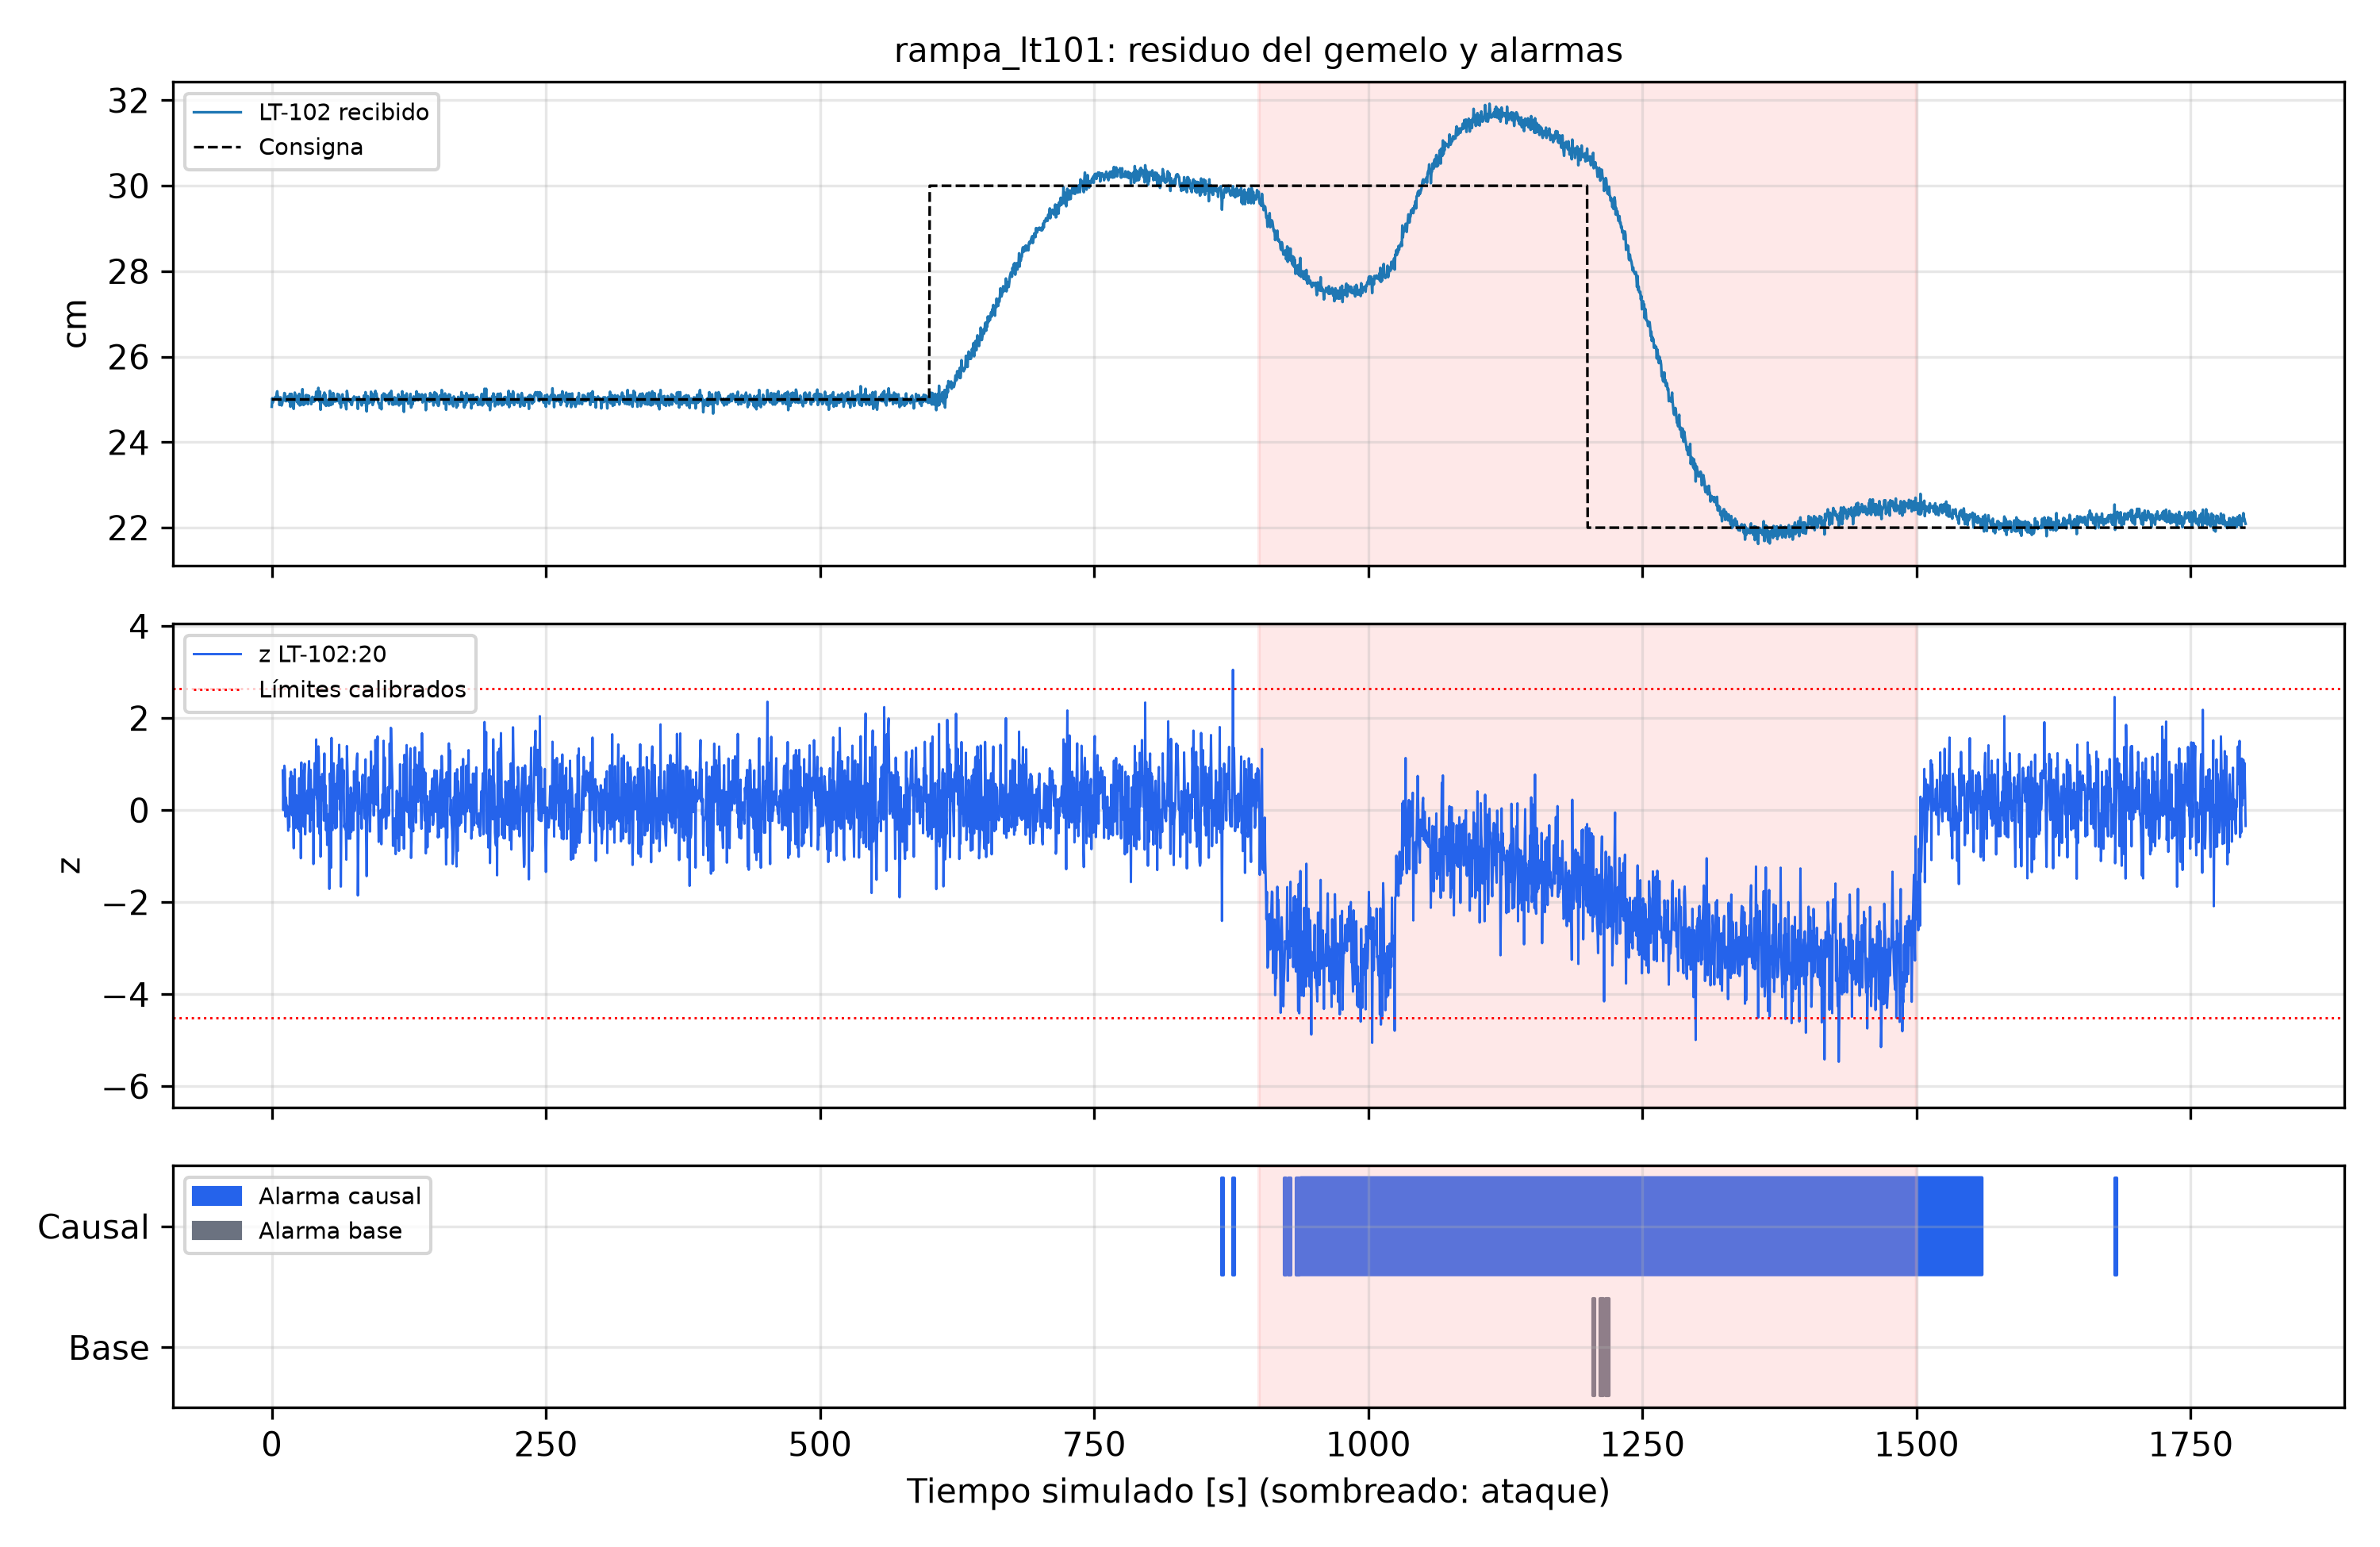 rampa_lt101: residuo del gemelo y alarmas
LT-102 recibido
Consigna
cm
32
30
28
26
24
22
z LT-102:20
Límites calibrados
z
4
2
0
−2
−4
−6
Alarma causal
Alarma base
Causal
Base
0 250 500 750 1000 1250 1500 1750
Tiempo simulado [s] (sombreado: ataque)